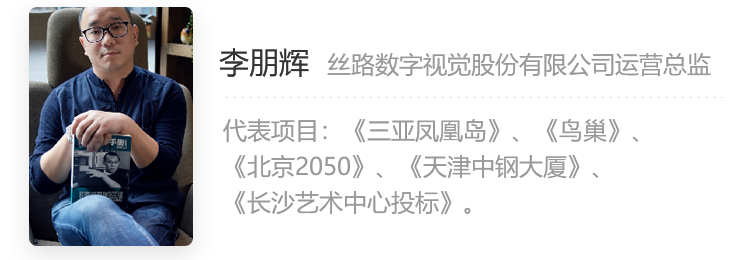 李朋辉 丝路数字视觉股份有限公司运营总监
代表项目：《三亚凤凰岛》、《鸟巢》、
《北京2050》、《天津中钢大厦》、
《长沙艺术中心投标》。